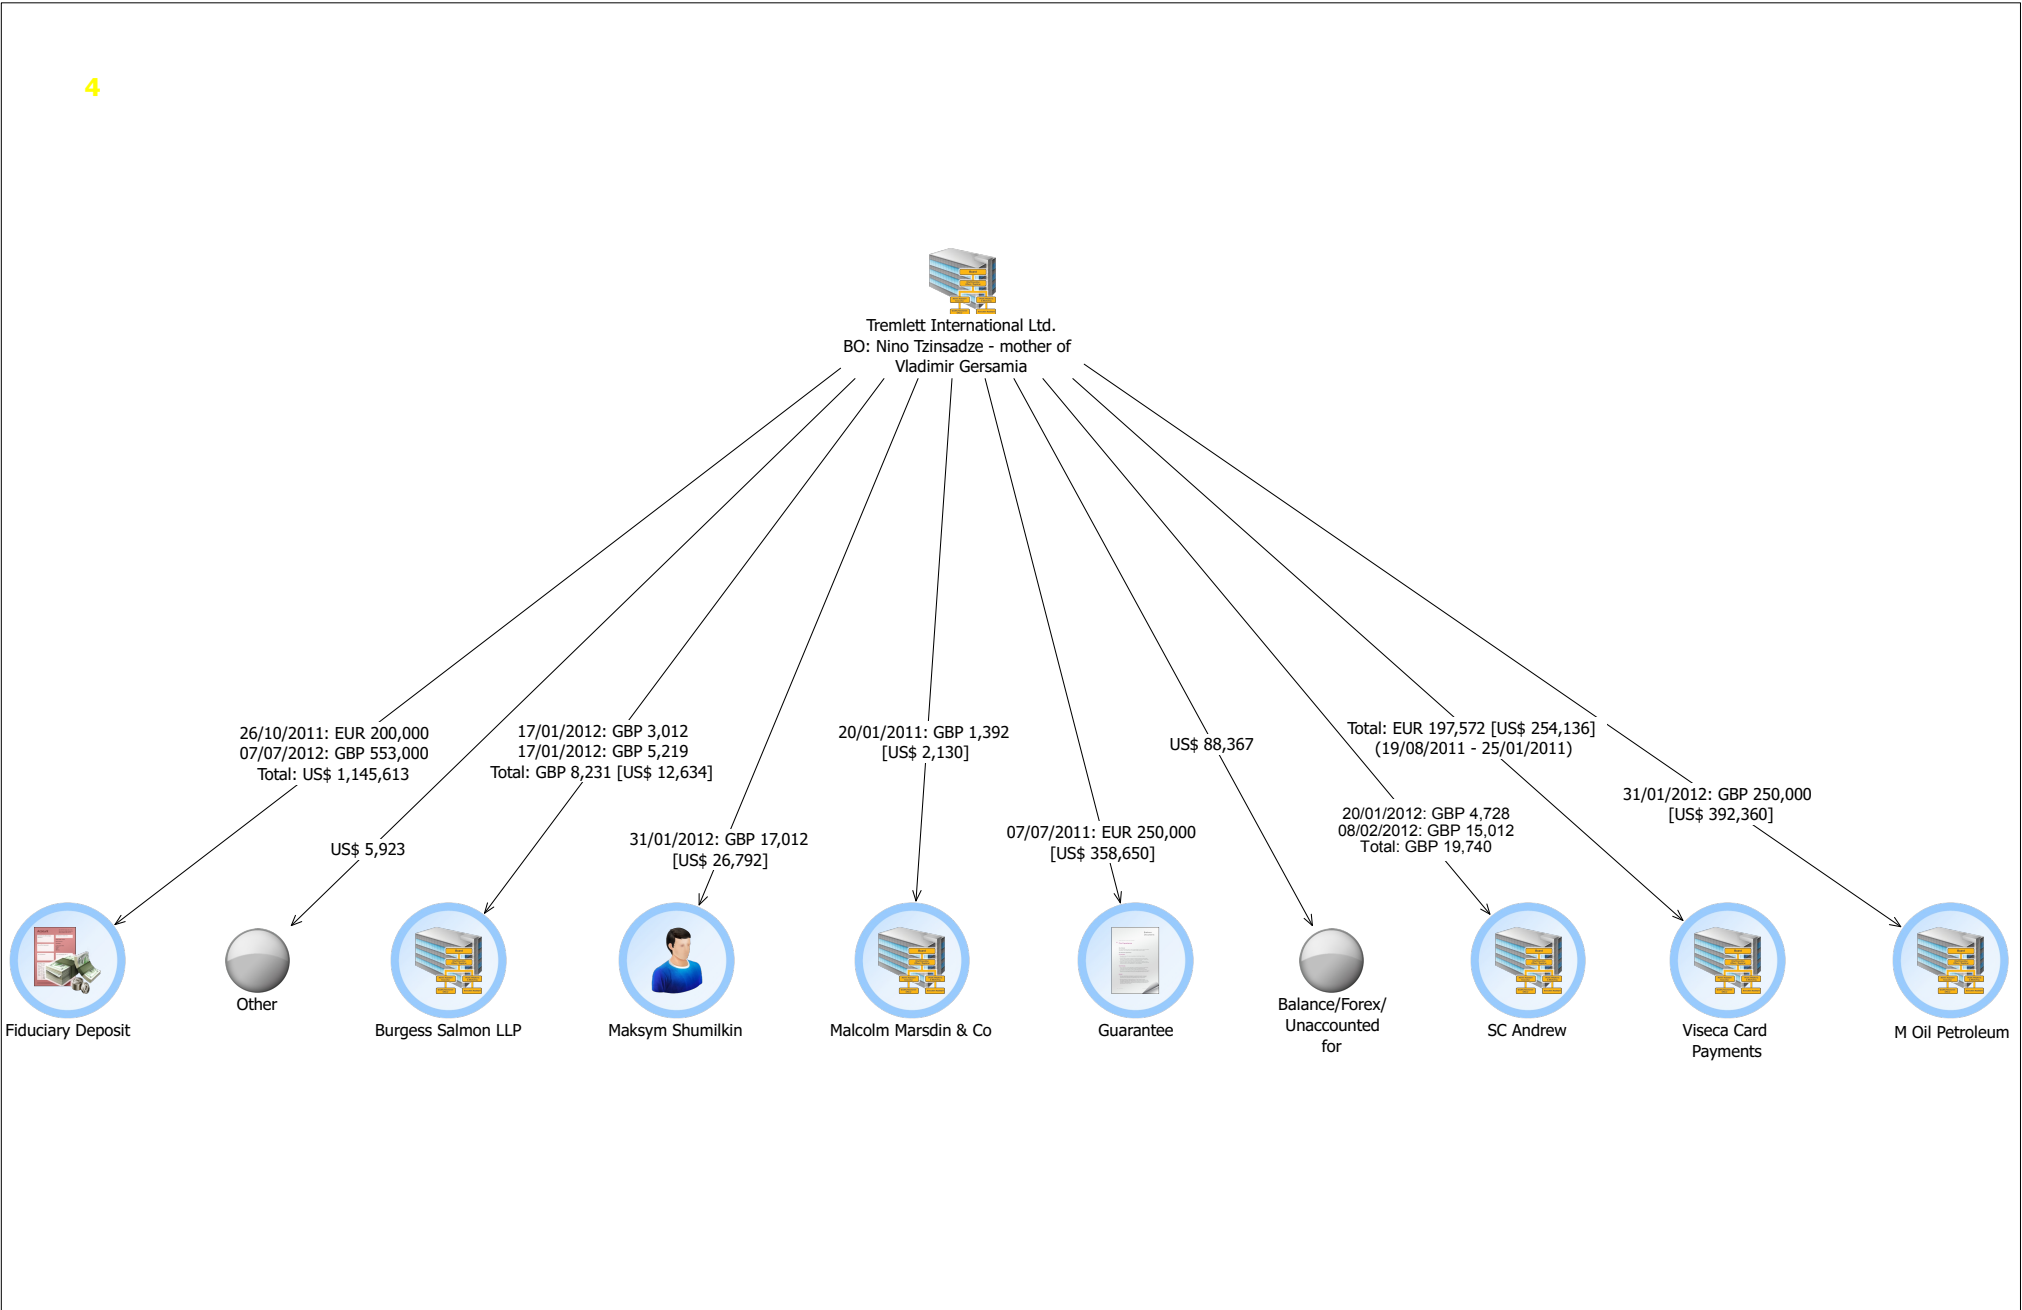 4
Tremlett International Ltd.
BO: Nino Tzinsadze - mother of
Vladimir Gersamia
26/10/2011: EUR 200,000
07/07/2012: GBP 553,000
Total: US$ 1,145,613
US$ 5,923
17/01/2012: GBP 3,012
17/01/2012: GBP 5,219
Total: GBP 8,231 [US$ 12,634]
31/01/2012: GBP 17,012
[US$ 26,792]
20/01/2011: GBP 1,392
[US$ 2,130]
07/07/2011: EUR 250,000
[US$ 358,650]
US$ 88,367
20/01/2012: GBP 4,728
08/02/2012: GBP 15,012
Total: GBP 19,740
Total: EUR 197,572 [US$ 254,136]
(19/08/2011 - 25/01/2011)
31/01/2012: GBP 250,000
[US$ 392,360]
Fiduciary Deposit
Other
Burgess Salmon LLP
Maksym Shumilkin
Malcolm Marsdin & Co
Guarantee
Balance/Forex/
Unaccounted
for
SC Andrew
Viseca Card
Payments
M Oil Petroleum